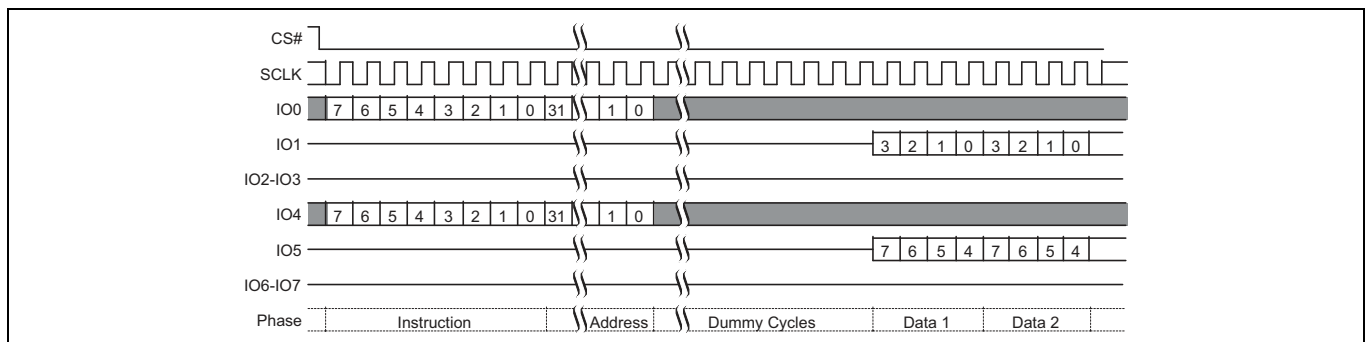 CS#
SCLK
IO0 7 6 5 4 3 2 1 0 31 1 0
IO1 3 2 1 0 3 2 1 0
IO2-IO3
IO4 7 6 5 4 3 2 1 0 31 1 0
IO5 7 6 5 4 7 6 5 4
IO6-IO7
Phase Instruction Address Dummy Cycles Data 1 Data 2